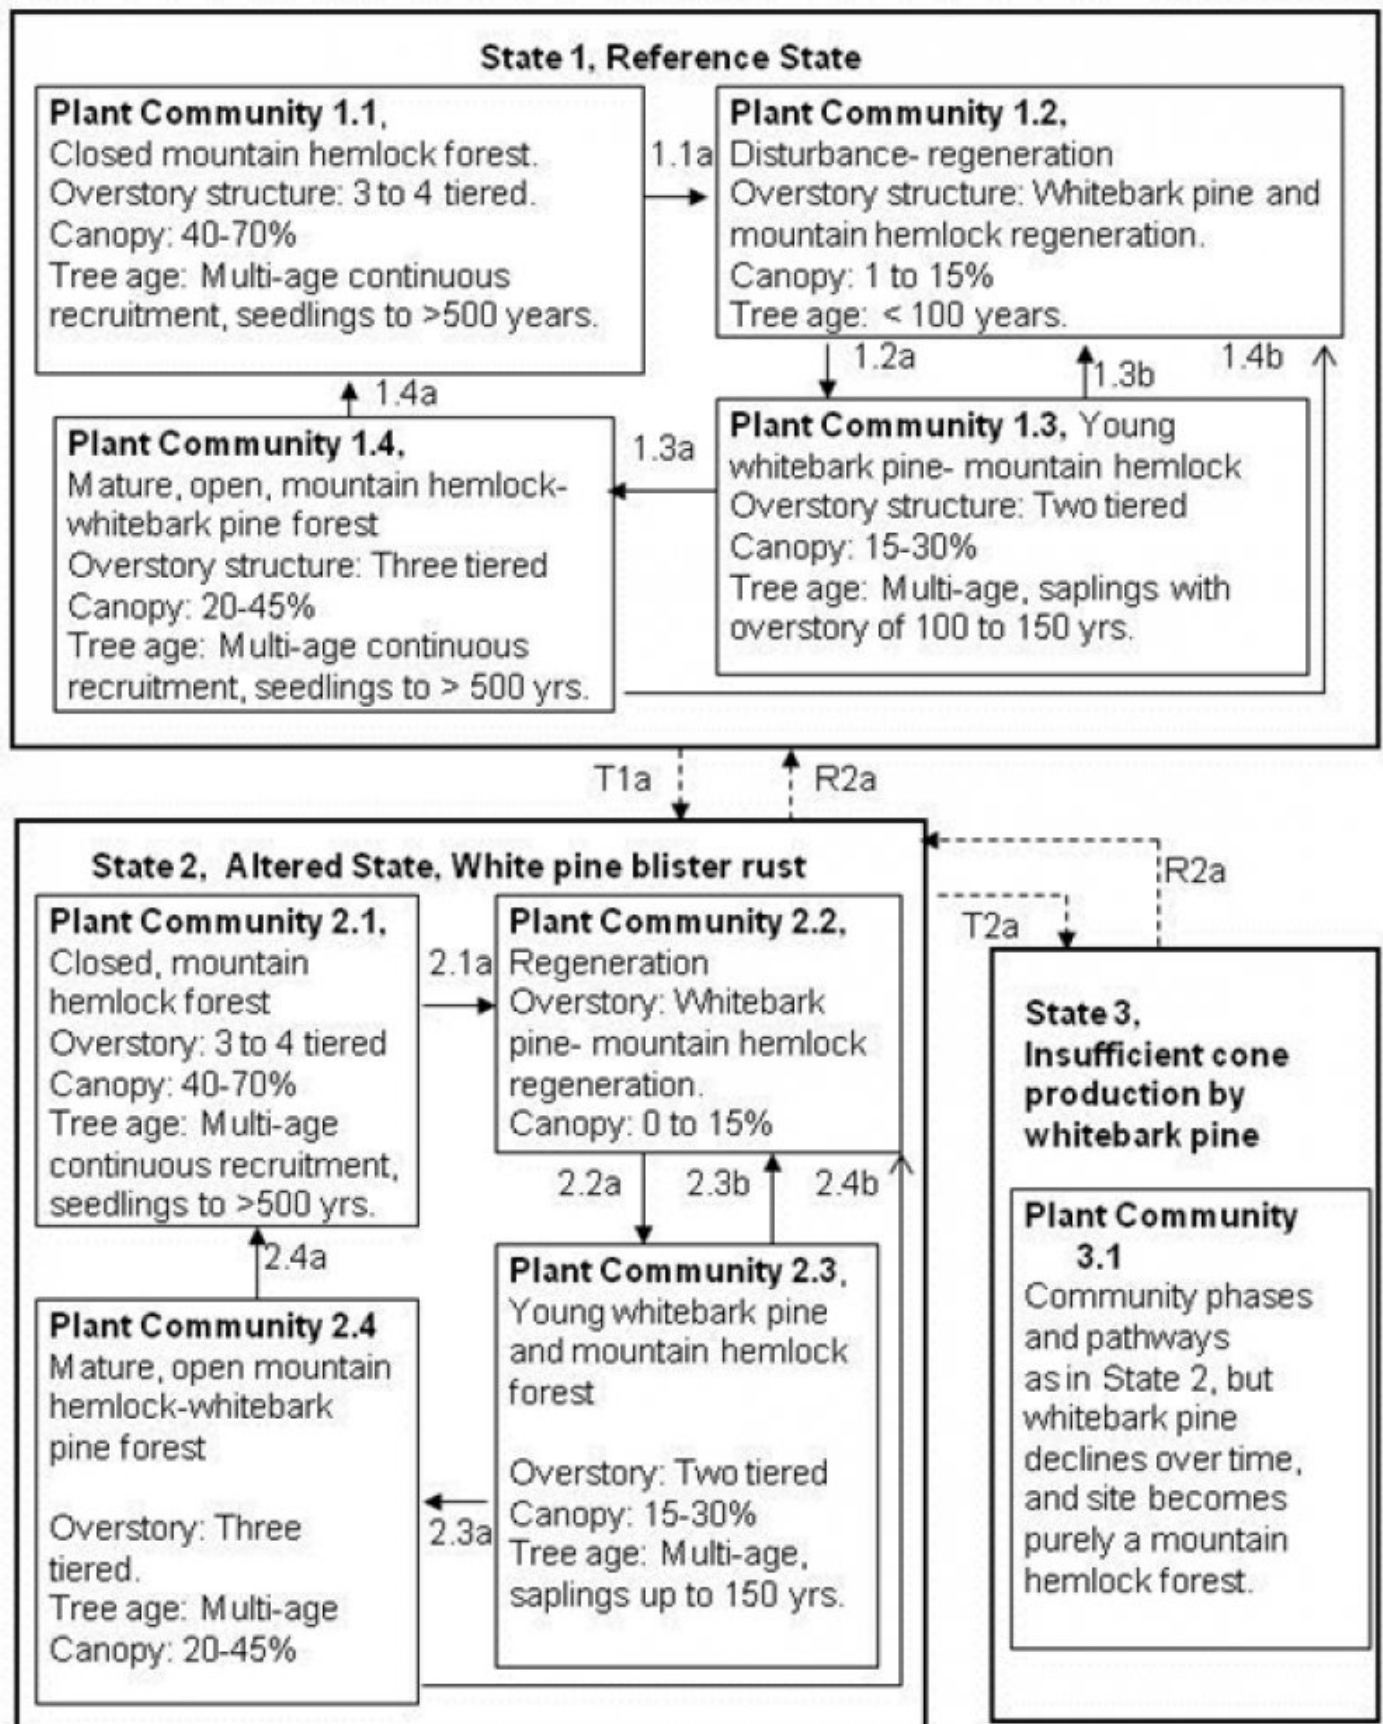 State 1, Reference State
Plant Community 1.1,
Closed mountain hemlock forest.
Overstory structure: 3 to 4 tiered.
Canopy: 40-70%
Tree age: Multi-age continuous
recruitment, seedlings to >500 years.
1.1a
Plant Community 1.2,
Disturbance- regeneration
Overstory structure: Whitebark pine and
mountain hemlock regeneration.
Canopy: 1 to 15%
Tree age: < 100 years.
1.2a
1.3b
1.4b
1.4a
Plant Community 1.4,
Mature, open, mountain hemlock-
whitebark pine forest
Overstory structure: Three tiered
Canopy: 20-45%
Tree age: Multi-age continuous
recruitment, seedlings to > 500 yrs.
1.3a
Plant Community 1.3, Young
whitebark pine- mountain hemlock
Overstory structure: Two tiered
Canopy: 15-30%
Tree age: Multi-age, saplings with
overstory of 100 to 150 yrs.
T1a
R2a
State 2, Altered State, White pine blister rust
Plant Community 2.1,
Closed, mountain
hemlock forest
Overstory: 3 to 4 tiered
Canopy: 40-70%
Tree age: Multi-age
continuous recruitment,
seedlings to >500 yrs.
2.1a
Plant Community 2.2,
Regeneration
Overstory: Whitebark
pine- mountain hemlock
regeneration.
Canopy: 0 to 15%
2.2a
2.3b
2.4b
2.4a
Plant Community 2.4
Mature, open mountain
hemlock-whitebark
pine forest
Overstory: Three
tiered.
Tree age: Multi-age
Canopy: 20-45%
2.3a
Plant Community 2.3,
Young whitebark pine
and mountain hemlock
forest
Overstory: Two tiered
Canopy: 15-30%
Tree age: Multi-age,
saplings up to 150 yrs.
R2a
T2a
State 3,
Insufficient cone
production by
whitebark pine
Plant Community
3.1
Community phases
and pathways
as in State 2, but
whitebark pine
declines over time,
and site becomes
purely a mountain
hemlock forest.